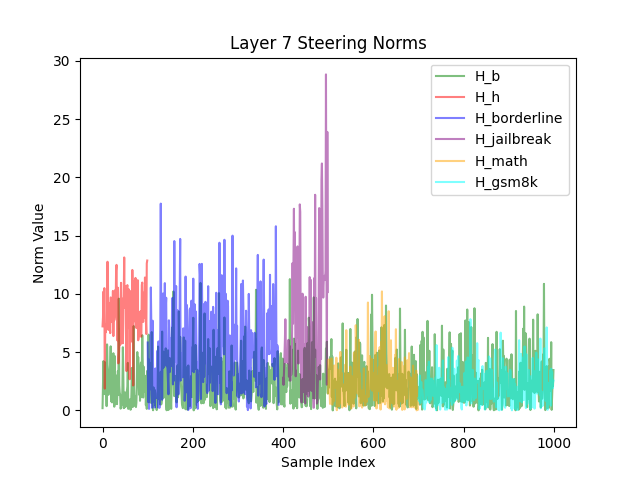 Layer 7 Steering Norms
30
25
20
15
10
5
0
Norm Value
0
200
400
600
800
1000
Sample Index
H_b
H_h
H_borderline
H_jailbreak
H_math
H_gsm8k